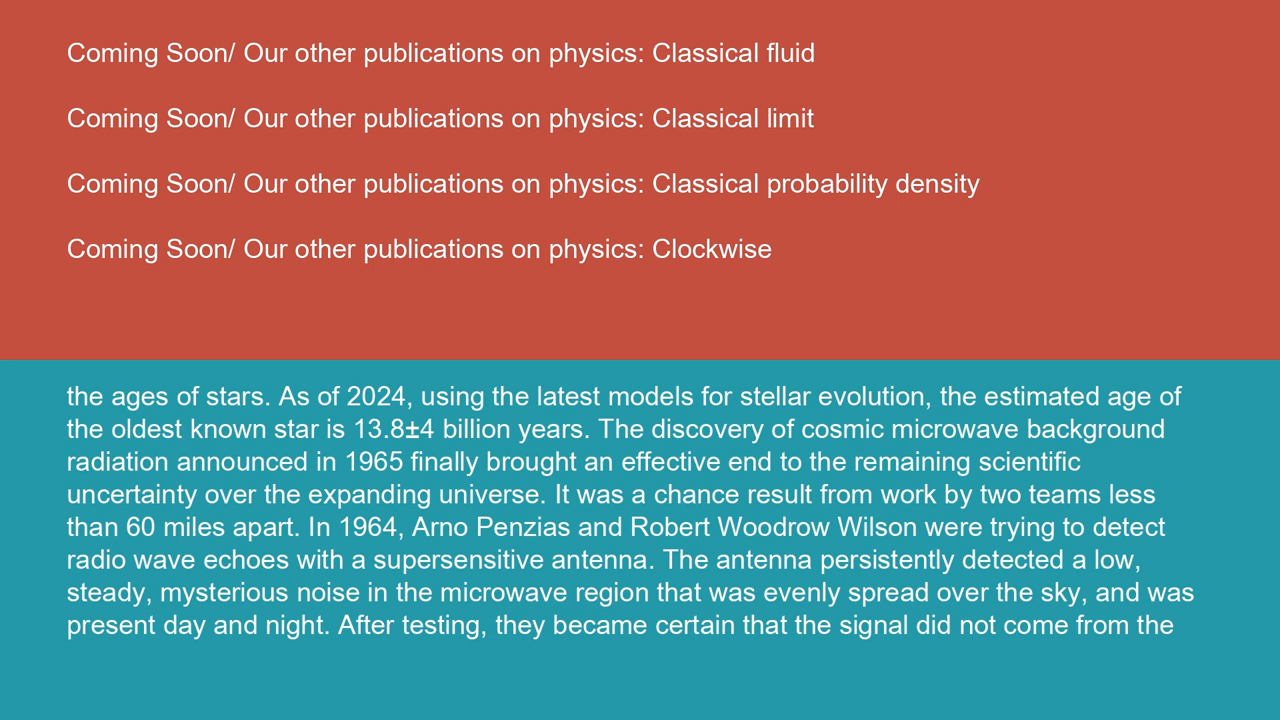 Coming Soon/ Our other publications on physics: Classical fluid
Coming Soon/ Our other publications on physics: Classical limit
Coming Soon/ Our other publications on physics: Classical probability density
Coming Soon/ Our other publications on physics: Clockwise
the ages of stars. As of 2024, using the latest models for stellar evolution, the estimated age of
the oldest known star is 13.8±4 billion years. The discovery of cosmic microwave background
radiation announced in 1965 finally brought an effective end to the remaining scientific
uncertainty over the expanding universe. It was a chance result from work by two teams less
than 60 miles apart. In 1964, Arno Penzias and Robert Woodrow Wilson were trying to detect
radio wave echoes with a supersensitive antenna. The antenna persistently detected a low,
steady, mysterious noise in the microwave region that was evenly spread over the sky, and was
present day and night. After testing, they became certain that the signal did not come from the